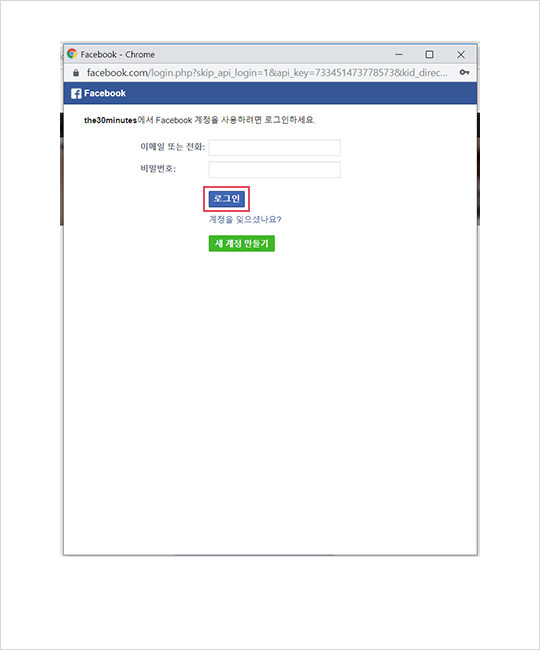 Facebook - Chrome
facebook.com/login.php?skip_api_login=1&api_key=733451473778573&kid_direc...
Facebook
the30minutes에서 Facebook 계정을 사용하려면 로그인하세요.
이메일 또는 전화:
비밀번호:
로그인
계정을 잊으셨나요?
새 계정 만들기